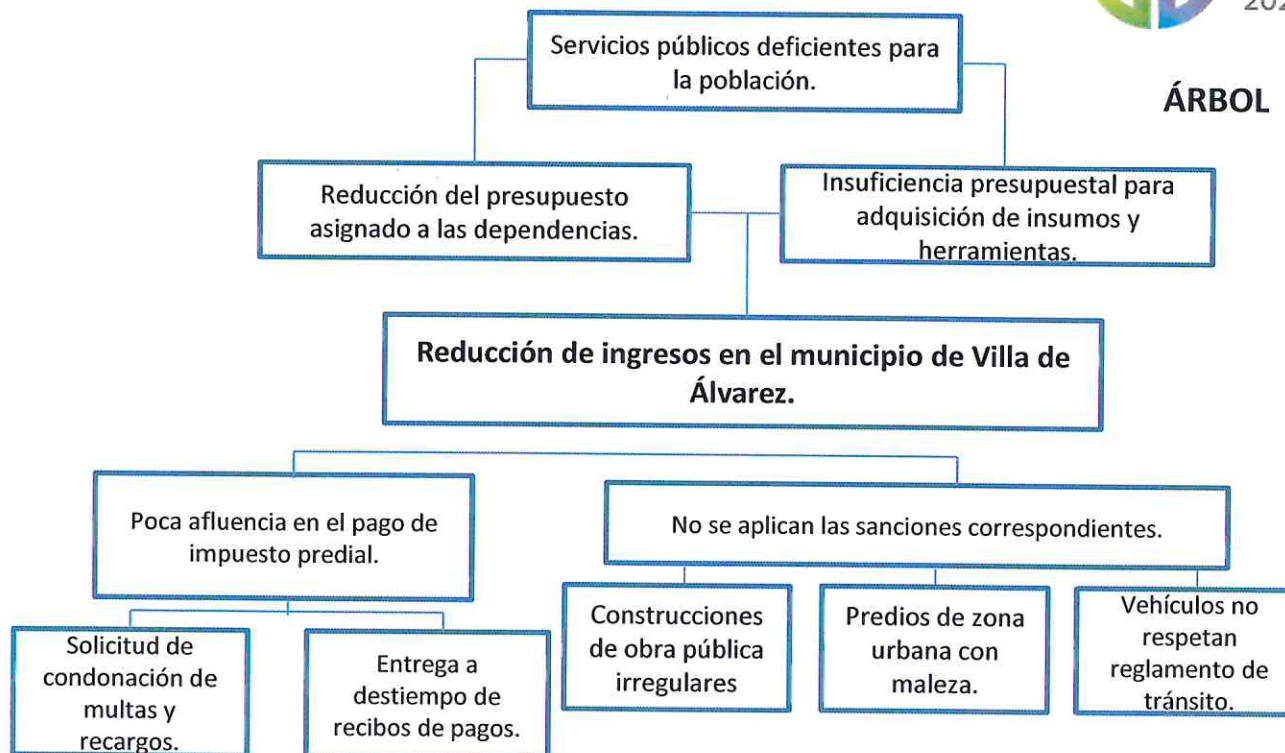 202
ÁRBOL
Servicios públicos deficientes para
la población.
Reducción del presupuesto
asignado a las dependencias.
Insuficiencia presupuestal para
adquisición de insumos y
herramientas.
Reducción de ingresos en el municipio de Villa de
Álvarez.
Poca afluencia en el pago de
impuesto predial.
No se aplican las sanciones correspondientes.
Solicitud de
condonación de
multas y
recargos.
Entrega a
destiempo de
recibos de pagos.
Construcciones
de obra pública
irregulares
Predios de zona
urbana con
maleza.
Vehículos no
respetan
reglamento de
tránsito.